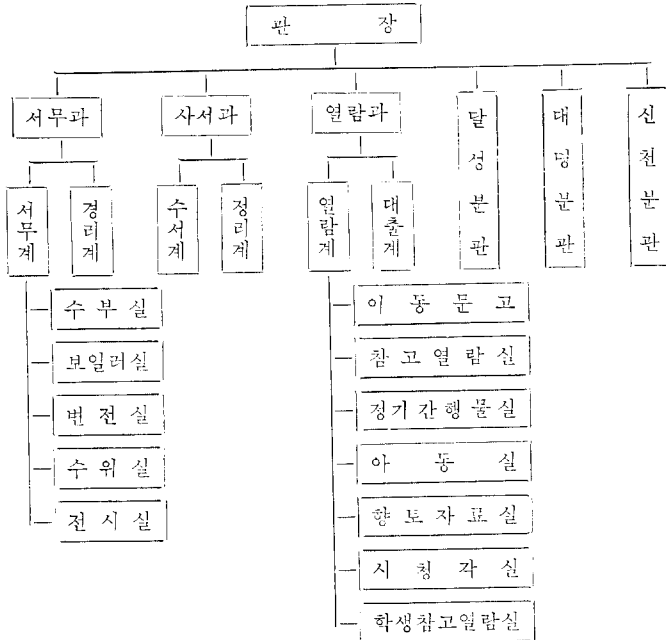 관 장
서무과 사서과 열람과 달성분관 대명분관 신천분관
서무계 경리계 수서계 정리계 열람계 대출계
수부실 이동문고
보일러실 참고열람실
변전실 정기간행물실
수위실 아동실
전시실 향토자료실
시청각실
학생참고열람실